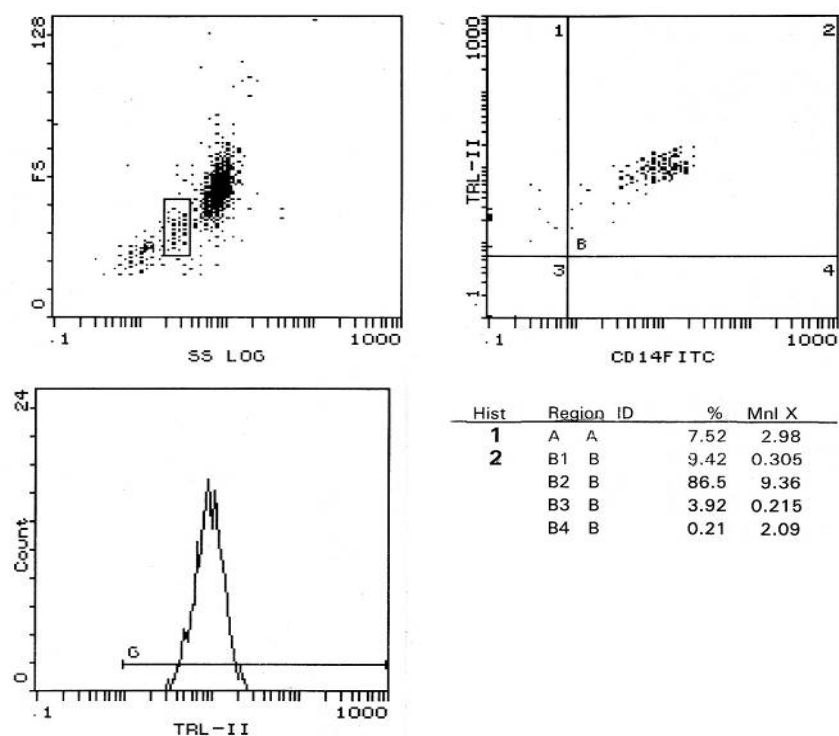 128
FS
0
.1
1000
SS LOG
1000
TRL-II
.1
1
2
B
3
4
.1
1000
CD14FITC
24
Count
0
G
.1
1000
TRL-II
Hist Region ID % Mnl X
1 A A 7.52 2.98
2 B1 B 9.42 0.305
B2 B 86.5 9.36
B3 B 3.92 0.215
B4 B 0.21 2.09